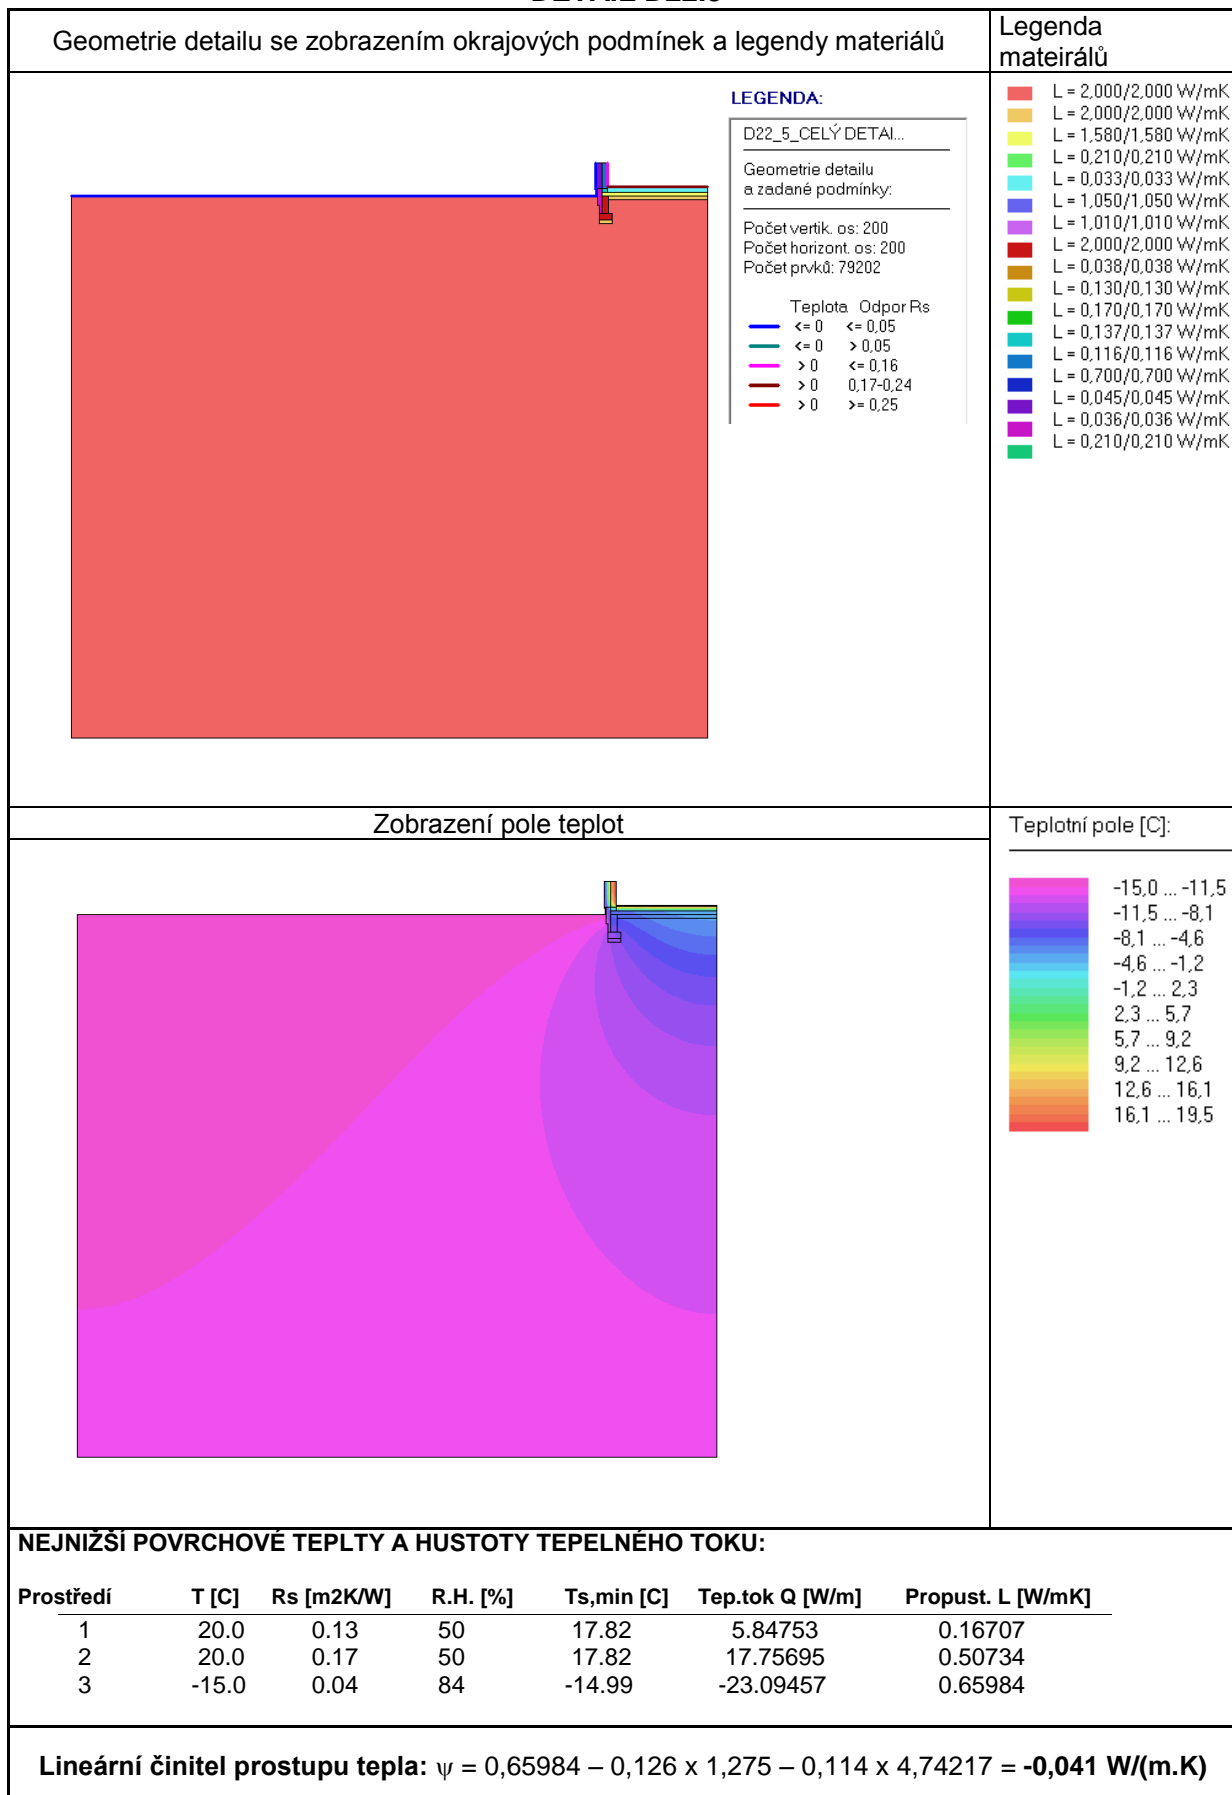 Geometrie detailu se zobrazením okrajových podmínek a legendy materiálů
Legenda
mateirálů
LEGENDA:
D22_5_CELÝ DETAI...
Geometrie detailu
a zadané podmínky:
Počet vertik. os: 200
Počet horizont. os: 200
Počet prvků: 79202
Teplota Odpor Rs
<= 0 <= 0,05
<= 0 > 0,05
> 0 <= 0,16
> 0 0,17-0,24
> 0 >= 0,25
L = 2,000/2,000 W/mK
L = 2,000/2,000 W/mK
L = 1,580/1,580 W/mK
L = 0,210/0,210 W/mK
L = 0,033/0,033 W/mK
L = 1,050/1,050 W/mK
L = 1,010/1,010 W/mK
L = 2,000/2,000 W/mK
L = 0,038/0,038 W/mK
L = 0,130/0,130 W/mK
L = 0,170/0,170 W/mK
L = 0,137/0,137 W/mK
L = 0,116/0,116 W/mK
L = 0,700/0,700 W/mK
L = 0,045/0,045 W/mK
L = 0,036/0,036 W/mK
L = 0,210/0,210 W/mK
Zobrazení pole teplot
Teplotní pole [C]:
-15,0 ... -11,5
-11,5 ... -8,1
-8,1 ... -4,6
-4,6 ... -1,2
-1,2 ... 2,3
2,3 ... 5,7
5,7 ... 9,2
9,2 ... 12,6
12,6 ... 16,1
16,1 ... 19,5
NEJNIŽŠÍ POVRCHOVÉ TEPLTY A HUSTOTY TEPELNÉHO TOKU:
Prostředí T [C] Rs [m2K/W] R.H. [%] Ts,min [C] Tep.tok Q [W/m] Propust. L [W/mK]
1 20.0 0.13 50 17.82 5.84753 0.16707
2 20.0 0.17 50 17.82 17.75695 0.50734
3 -15.0 0.04 84 -14.99 -23.09457 0.65984
Lineární činitel prostupu tepla: ψ = 0,65984 – 0,126 x 1,275 – 0,114 x 4,74217 = -0,041 W/(m.K)